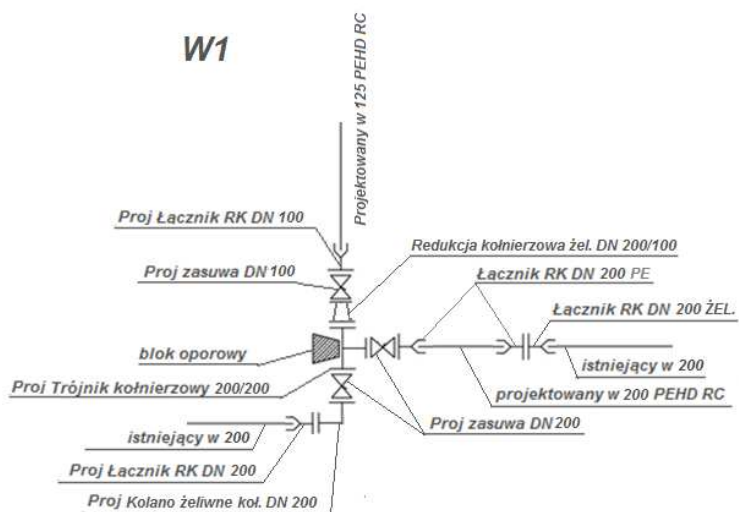 W1
Projektowany w 125 PEHD RC
Proj Łącznik RK DN 100
Redukcja kołnierzowa żel. DN 200/100
Proj zasuwa DN 100
Łącznik RK DN 200 PE
Łącznik RK DN 200 ŻEL.
blok oporowy
istniejący w 200
Proj Trójnik kołnierzowy 200/200
projektowany w 200 PEHD RC
Proj zasuwa DN 200
istniejący w 200
Proj Łącznik RK DN 200
Proj Kolano żeliwne koł. DN 200